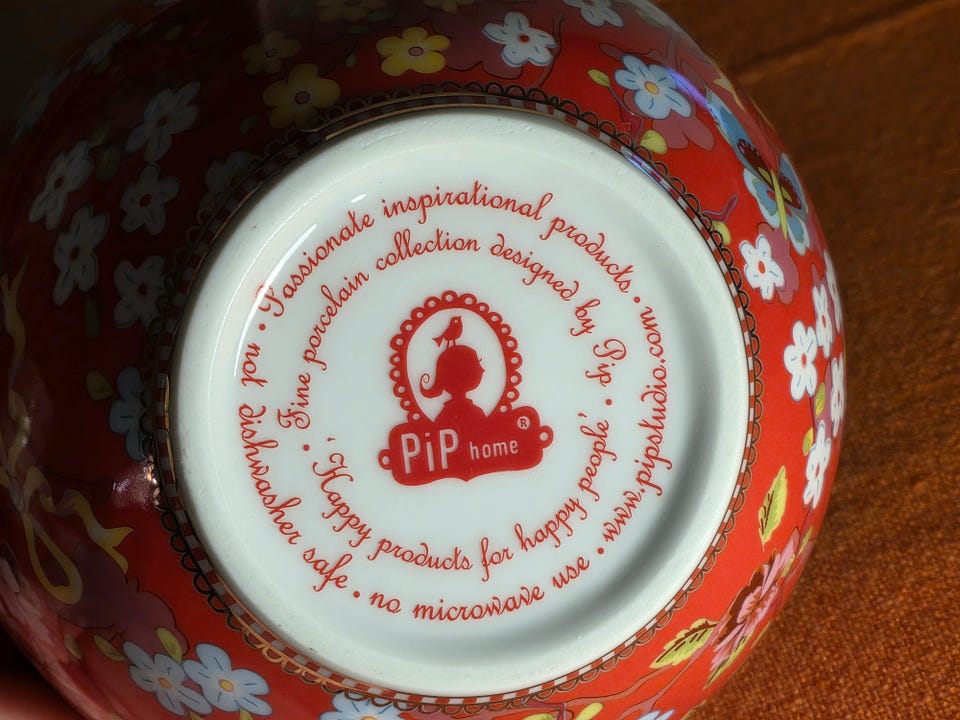 • Passionate inspirational products •
not dishwasher safe • no microwave use • www.pipstudio.com
• Fine porcelain collection designed by Pip. •
'Happy products for happy people'
PiP home ®